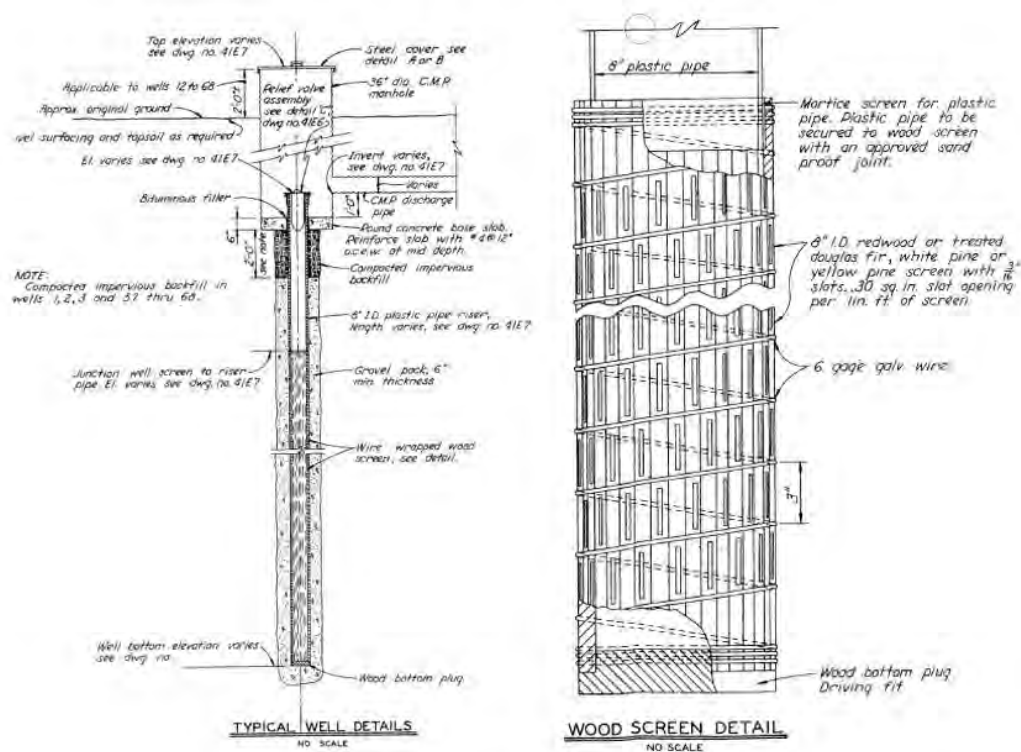 Top elevation varies
see dwg. no. 41E7
Steel cover see
detail A or B
Applicable to wells 12 to 68
2'-0"±
Relief valve
assembly
see detail C,
dwg. no. 41E6
36" dia. C.M.P.
manhole
Approx. original ground
vel surfacing and topsoil as required
El. varies see dwg. no. 41E7
Invert varies,
see dwg. no. 41E7
Varies
1'-0"
C.M.P. discharge
pipe
Bituminous filler
6"
2'-0"
see note
Round concrete base slab.
Reinforce slab with #4@12"
o.c.e.w. at mid depth.
Compacted impervious
backfill
NOTE:
Compacted impervious backfill in
wells 1, 2, 3 and 57 thru 68.
8" I.D. plastic pipe riser,
length varies, see dwg. no. 41E7
Junction well screen to riser
pipe El. varies see dwg. no. 41E7
Gravel pack, 6"
min. thickness
Wire wrapped wood
screen, see detail.
Well bottom elevation varies
see dwg. no
Wood bottom plug
TYPICAL WELL DETAILS
NO SCALE
8" plastic pipe
Mortice screen for plastic
pipe. Plastic pipe to be
secured to wood screen
with an approved sand
proof joint.
8" I.D. redwood or treated
douglas fir, white pine or
yellow pine screen with
slots. 30 sq. in. slot opening
per lin. ft of screen
6 gage galv. wire
3"
Wood bottom plug
Driving fit
WOOD SCREEN DETAIL
NO SCALE